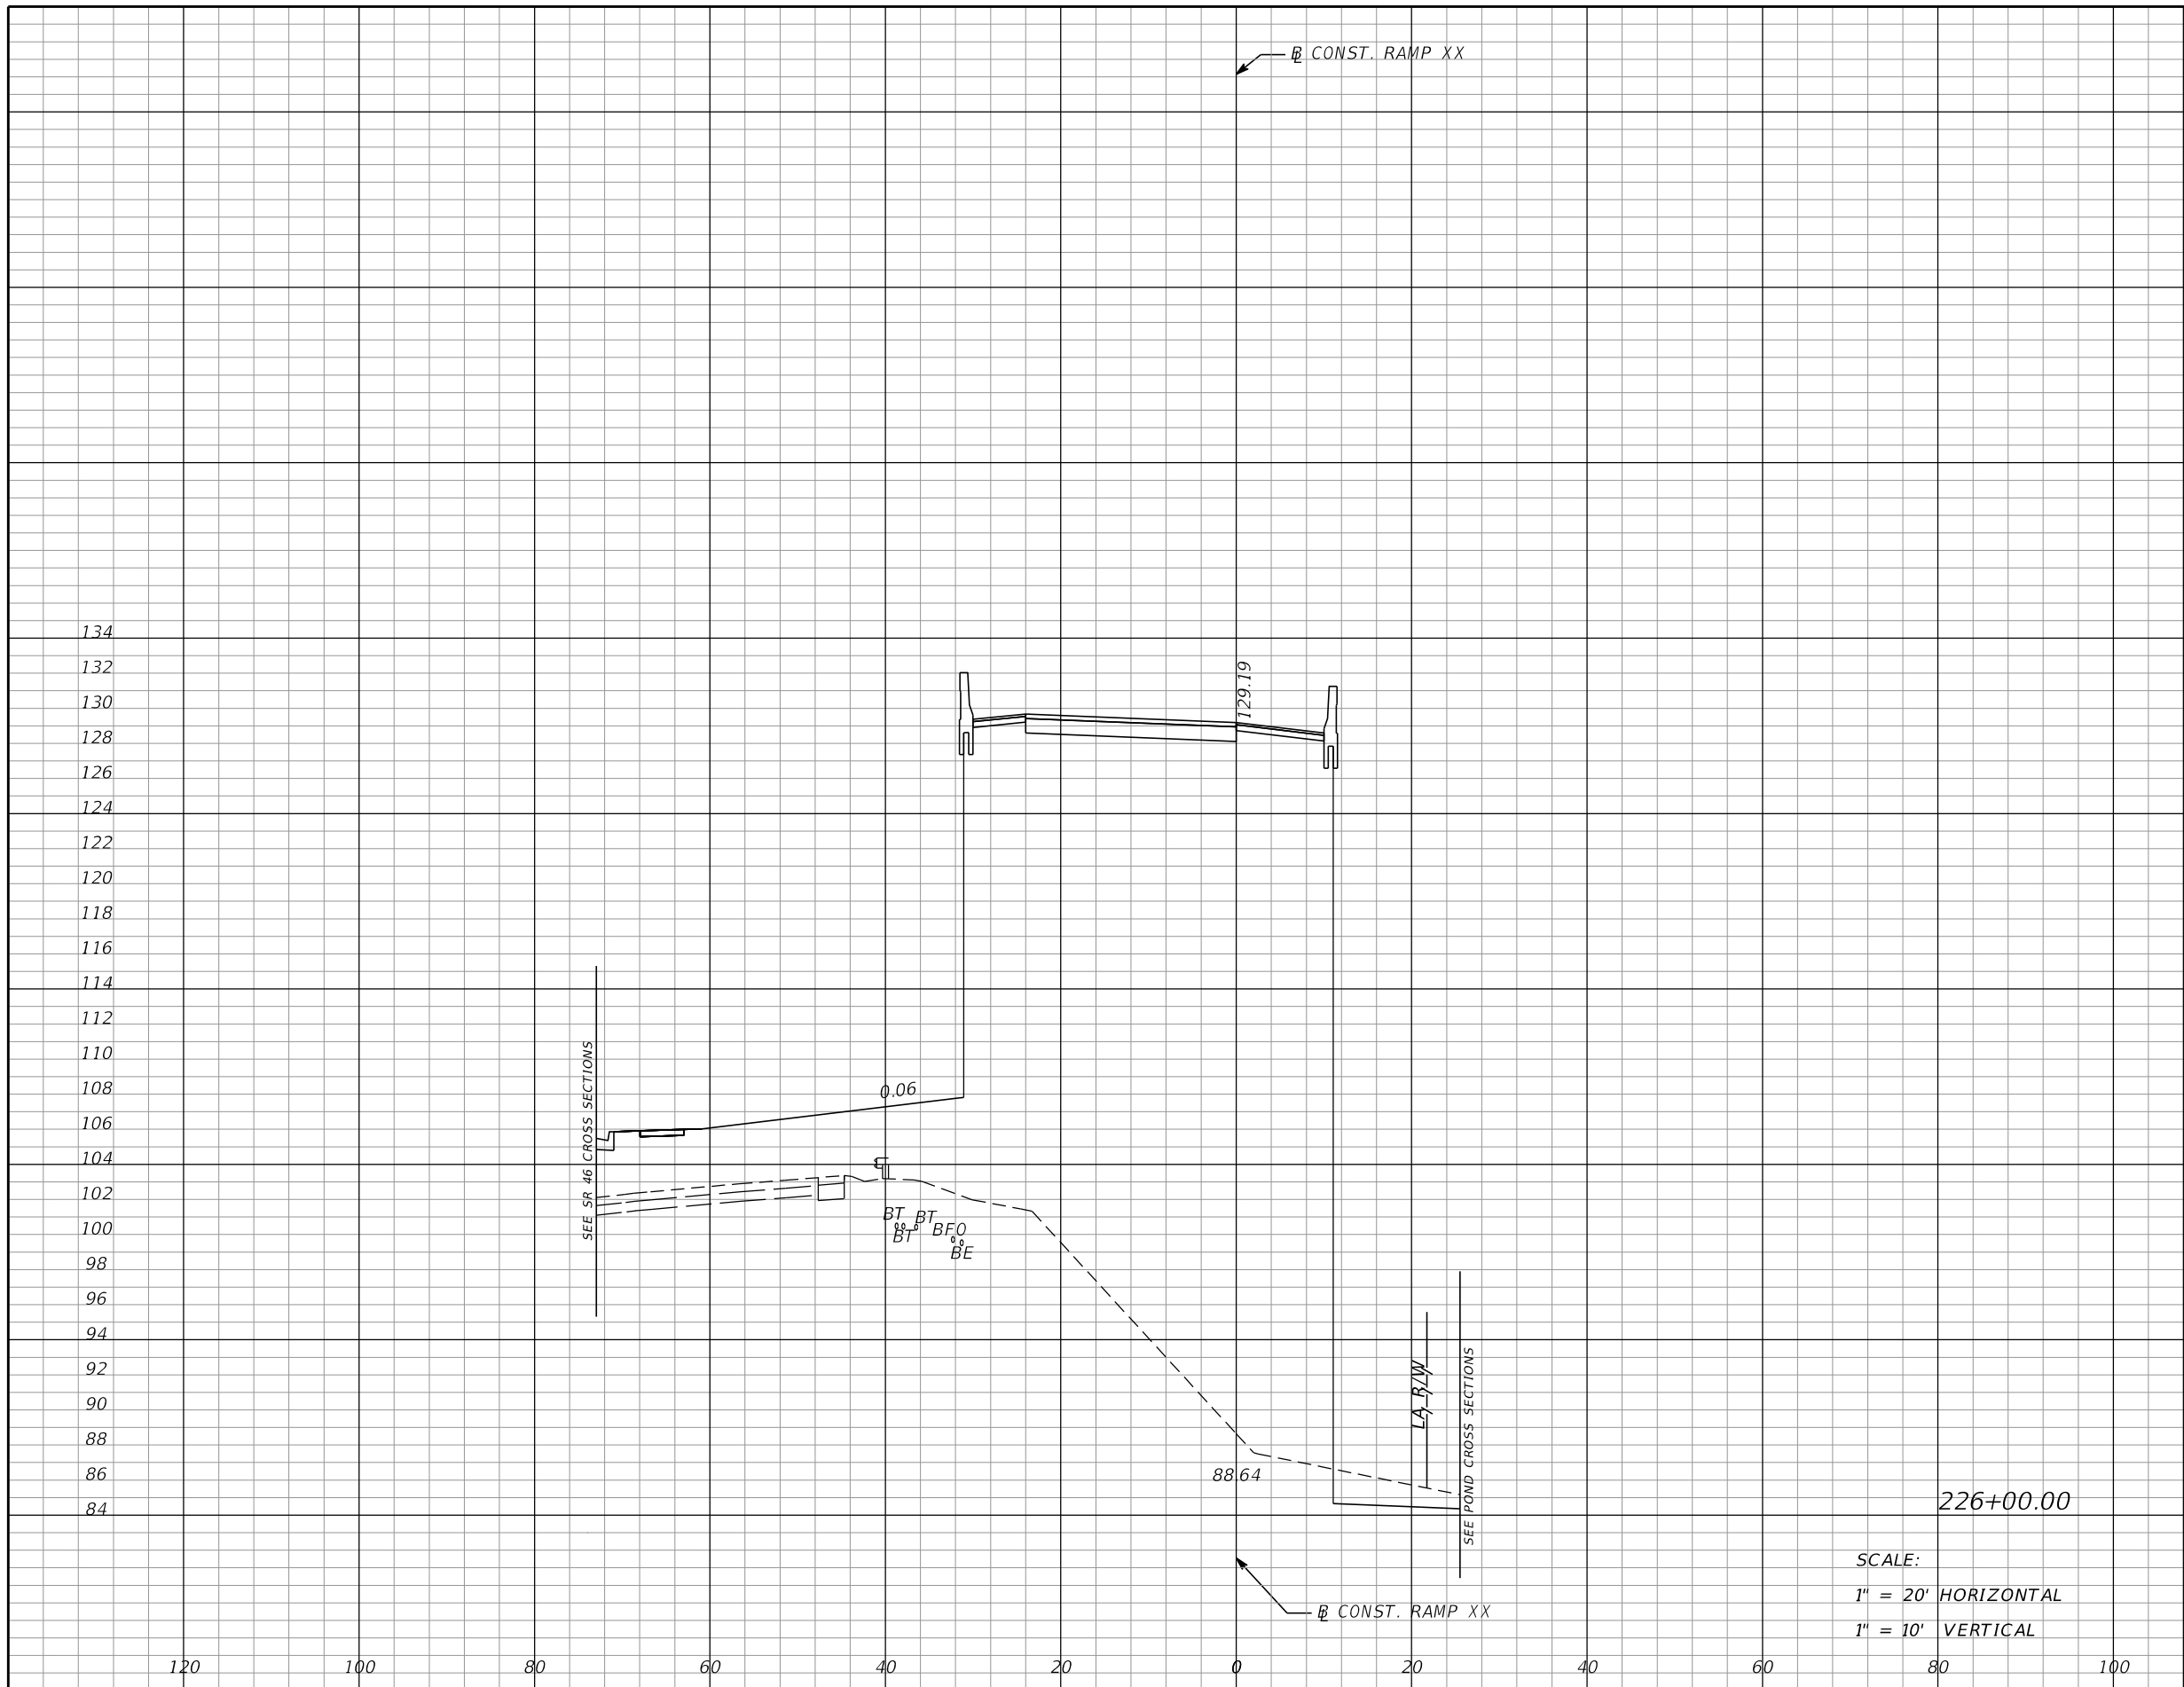 BL CONST. RAMP XX
134
132
129.19
130
128
126
124
122
120
118
116
114
112
110
SEE SR 46 CROSS SECTIONS
108
0.06
106
104
102
BT
BT
BT
BFO
BE
100
98
96
94
92
LA R/W
SEE POND CROSS SECTIONS
90
88
86
88.64
84
226+00.00
SCALE:
1" = 20' HORIZONTAL
1" = 10' VERTICAL
BL CONST. RAMP XX
120 100 80 60 40 20 0 20 40 60 80 100